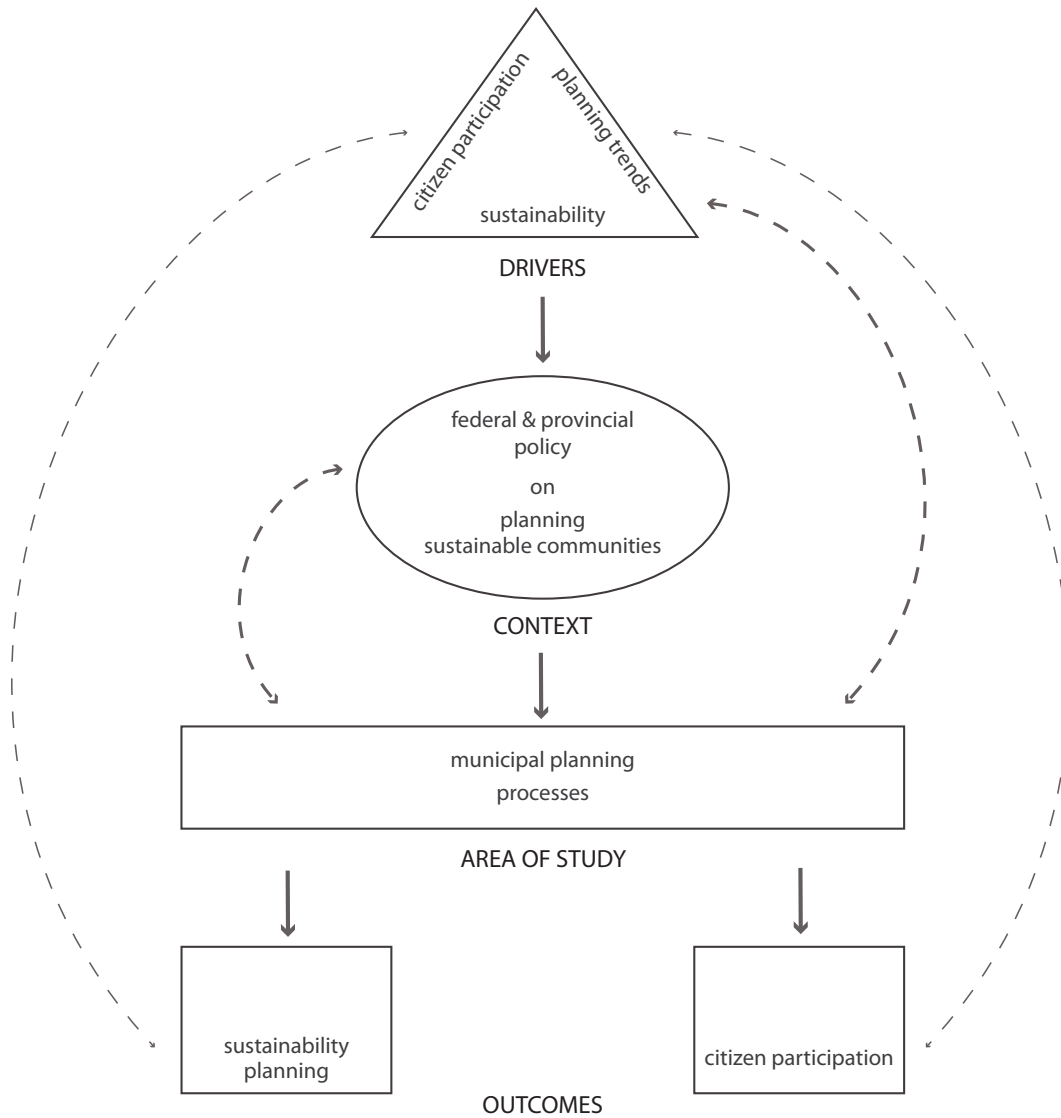 citizen participation
planning trends
sustainability
DRIVERS
federal & provincial
policy
on
planning
sustainable communities
CONTEXT
municipal planning
processes
AREA OF STUDY
sustainability
planning
citizen participation
OUTCOMES